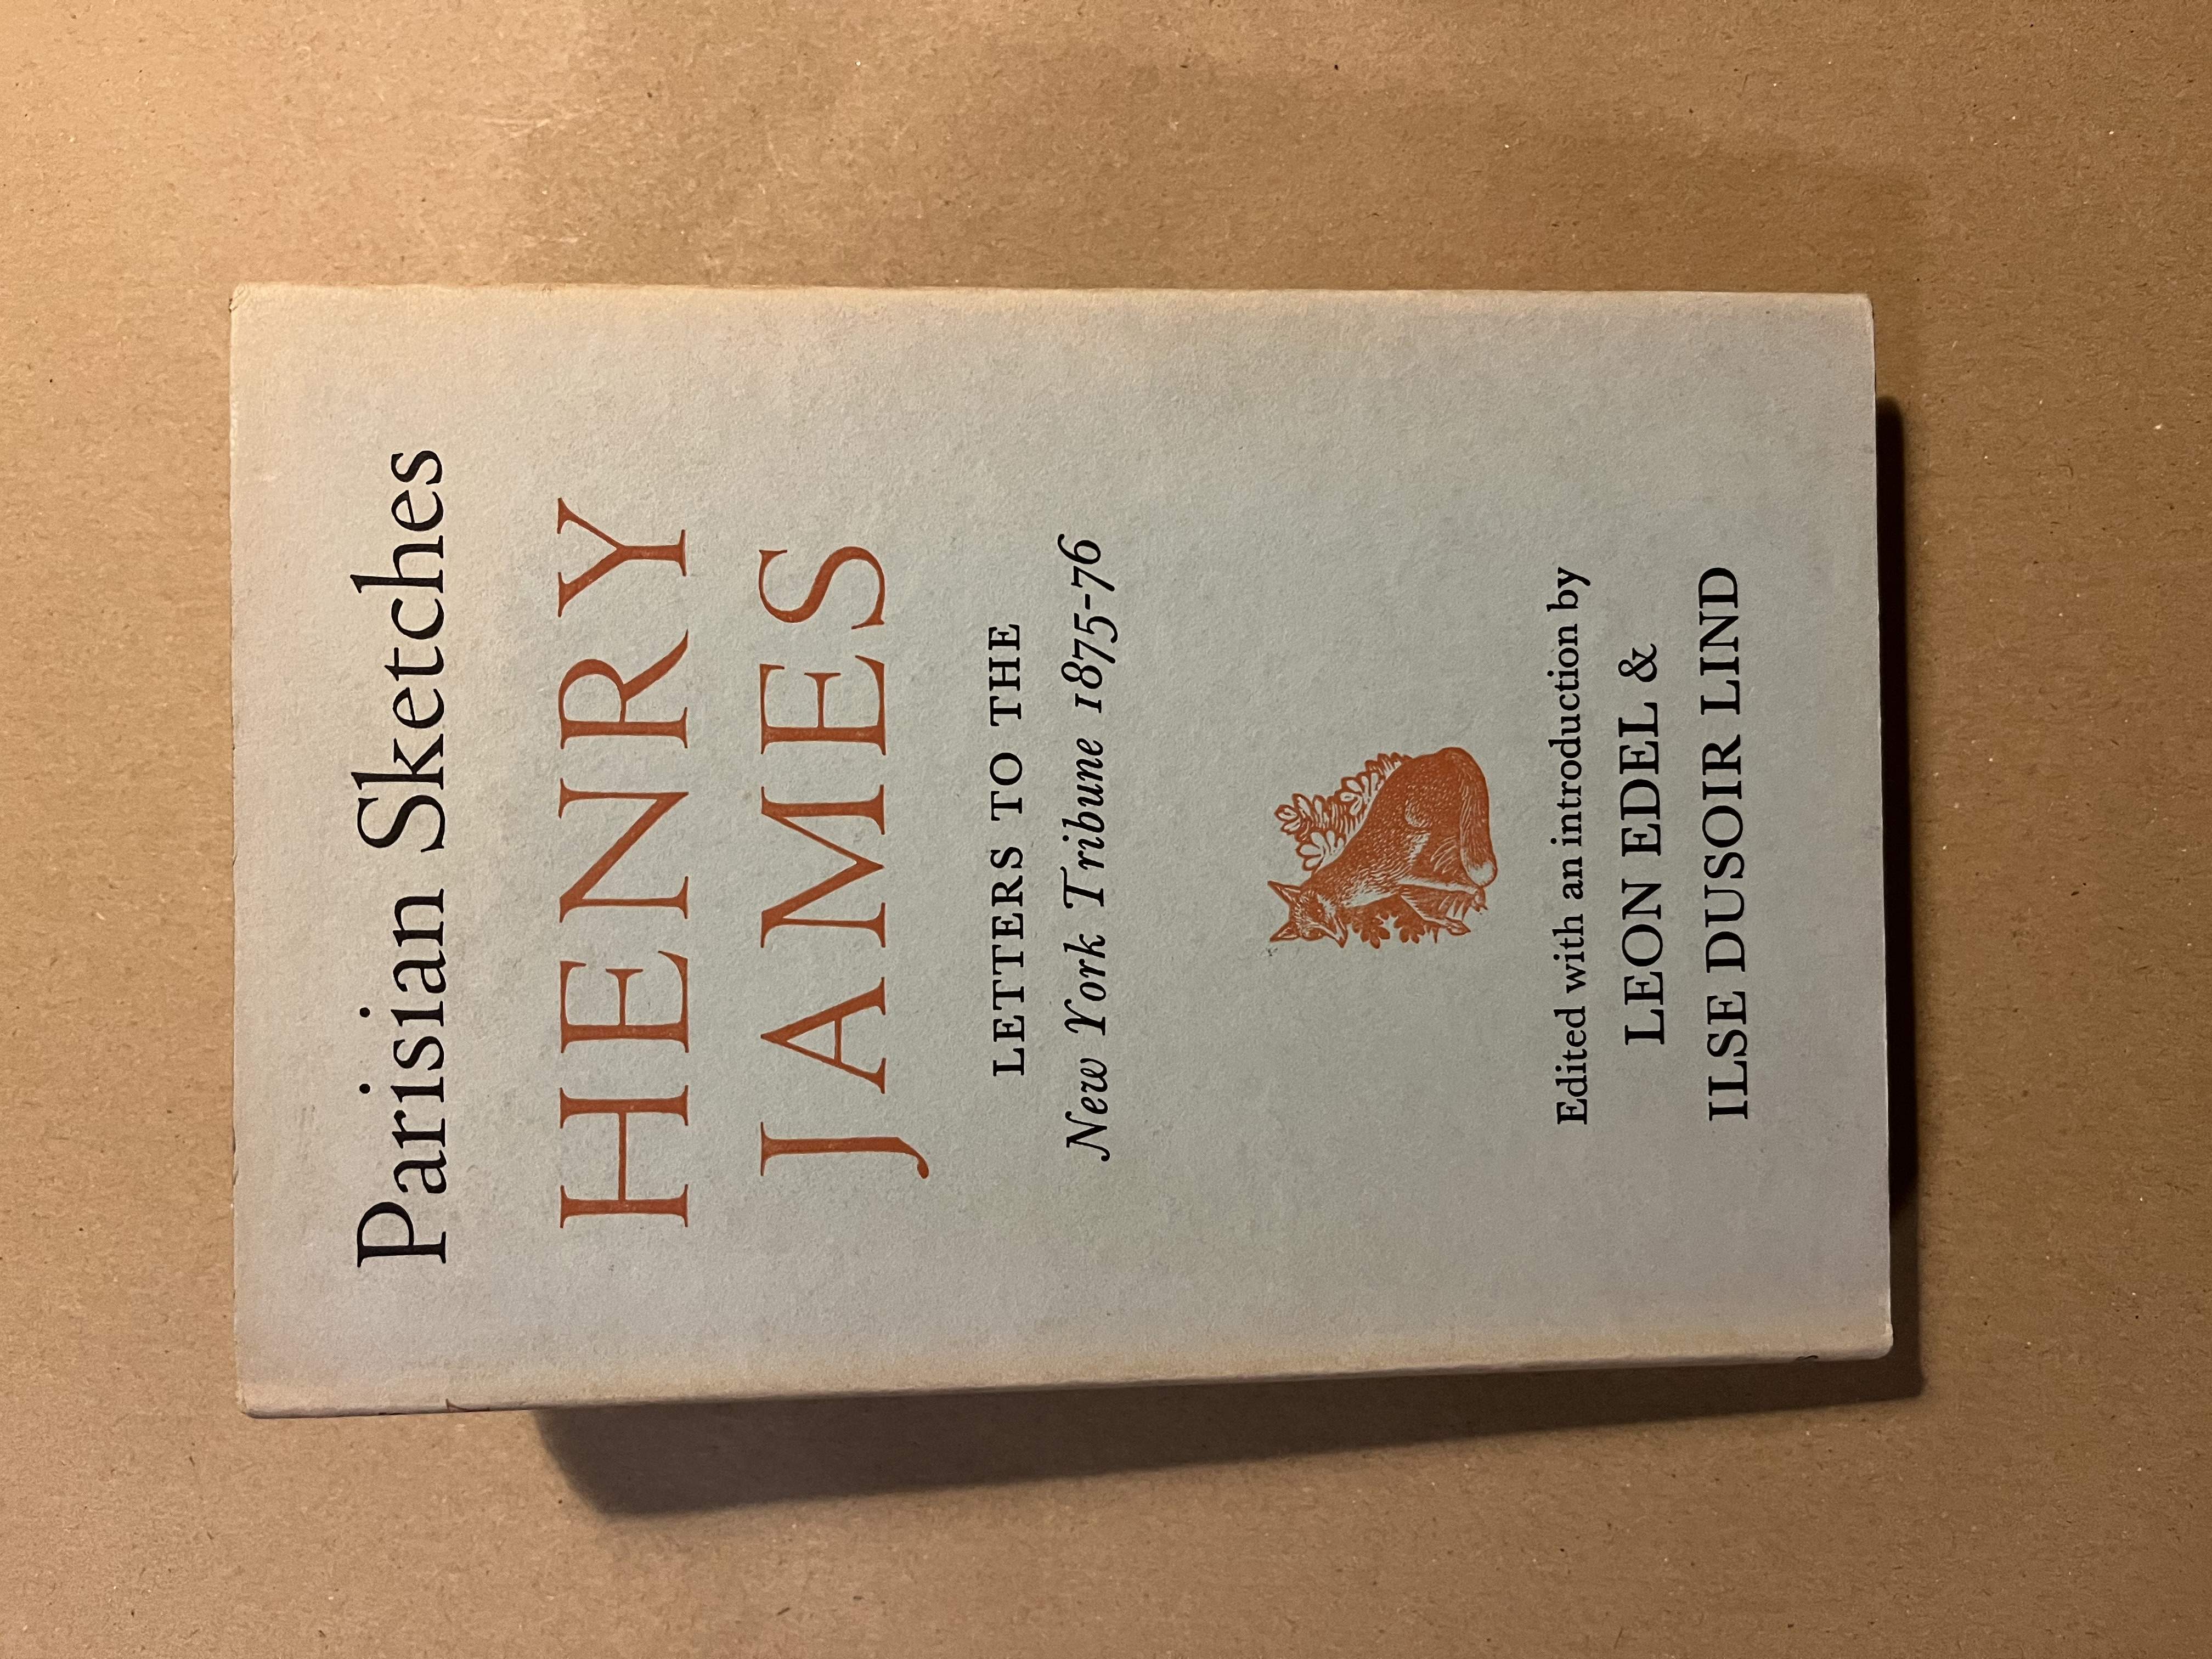 Parisian Sketches
HENRY
JAMES
LETTERS TO THE
New York Tribune 1875-76
Edited with an introduction by
LEON EDEL &
ILSE DUSOIR LIND